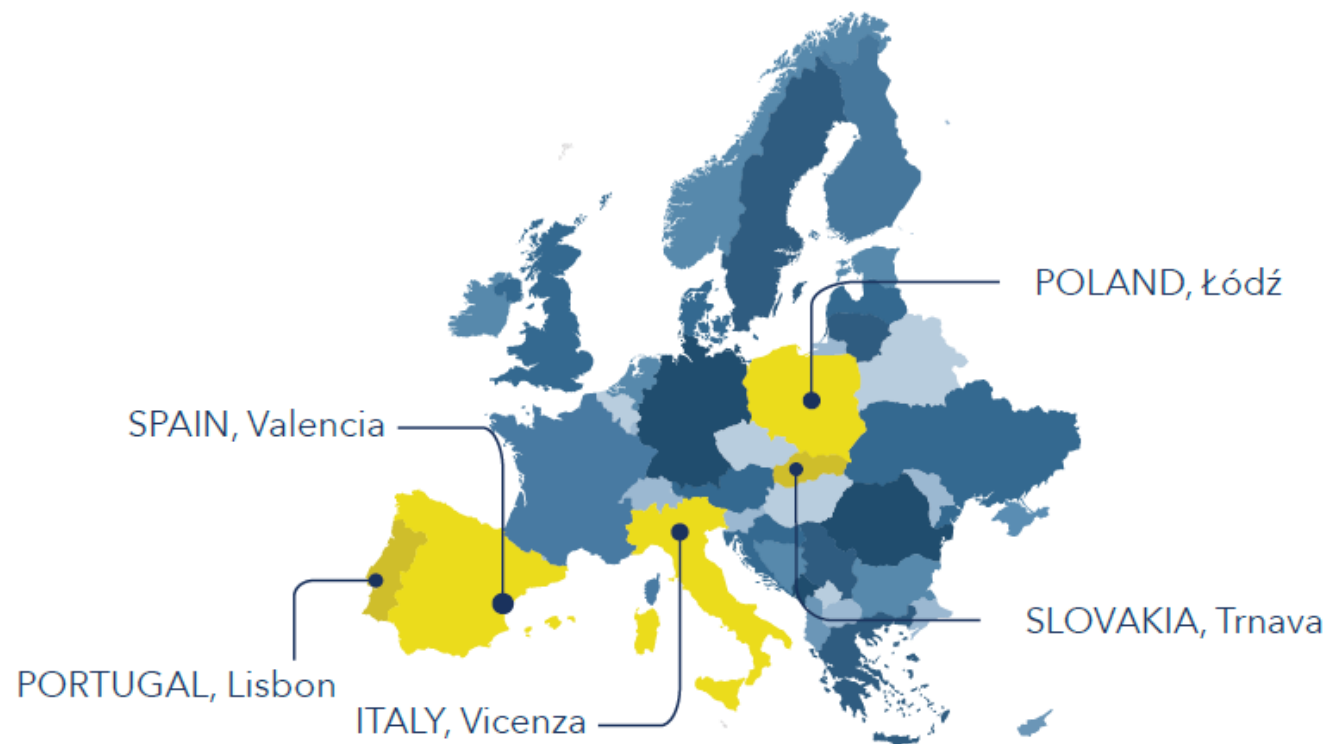 POLAND, Łódź
SPAIN, Valencia
SLOVAKIA, Trnava
PORTUGAL, Lisbon
ITALY, Vicenza